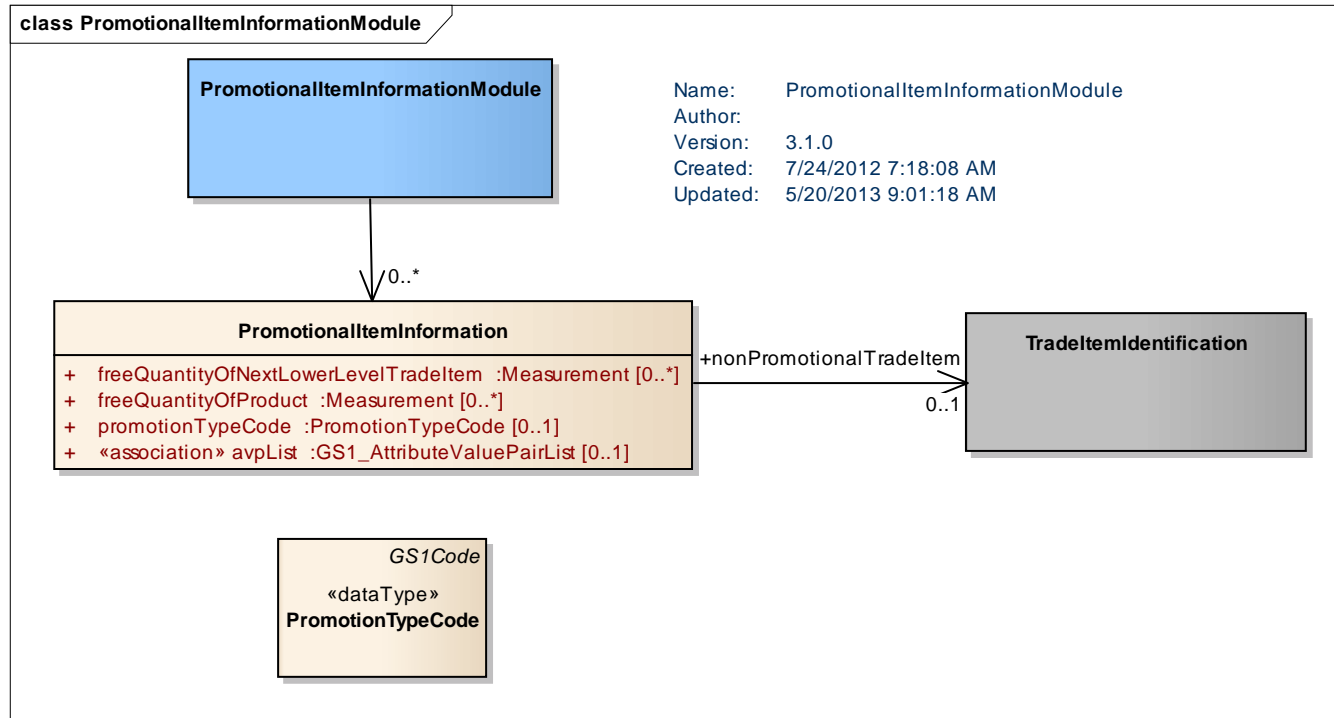 class PromotionalItemInformationModule
PromotionalItemInformationModule
Name: PromotionalItemInformationModule
Author:
Version: 3.1.0
Created: 7/24/2012 7:18:08 AM
Updated: 5/20/2013 9:01:18 AM
0..*
PromotionalItemInformation
+ freeQuantityOfNextLowerLevelTradeItem :Measurement [0..*]
+ freeQuantityOfProduct :Measurement [0..*]
+ promotionTypeCode :PromotionTypeCode [0..1]
+ «association» avpList :GS1_AttributeValuePairList [0..1]
+nonPromotionalTradeItem
0..1
TradeItemIdentification
GS1Code
«dataType»
PromotionTypeCode